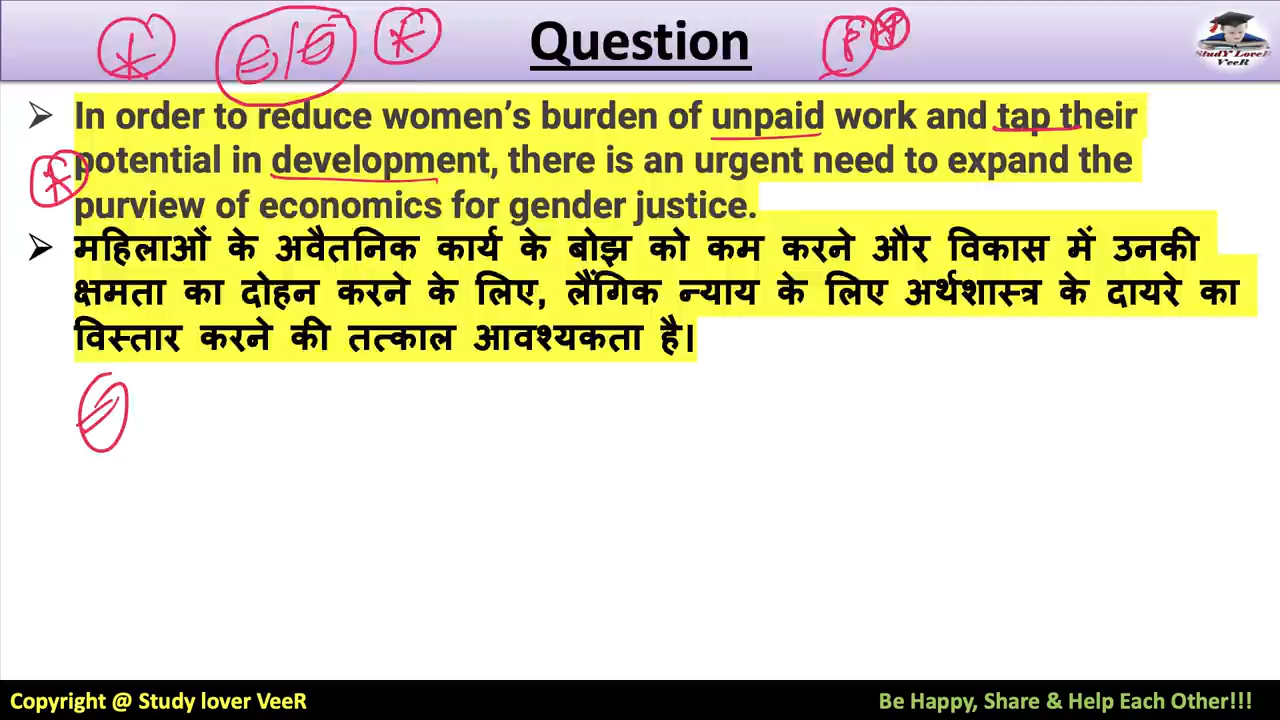 Question
StudY LoveR
VeeR
In order to reduce women's burden of unpaid work and tap their
potential in development, there is an urgent need to expand the
purview of economics for gender justice.
महिलाओं के अवैतनिक कार्य के बोझ को कम करने और विकास में उनकी
क्षमता का दोहन करने के लिए, लैंगिक न्याय के लिए अर्थशास्त्र के दायरे का
विस्तार करने की तत्काल आवश्यकता है।
Copyright @ Study lover VeeR
Be Happy, Share & Help Each Other!!!